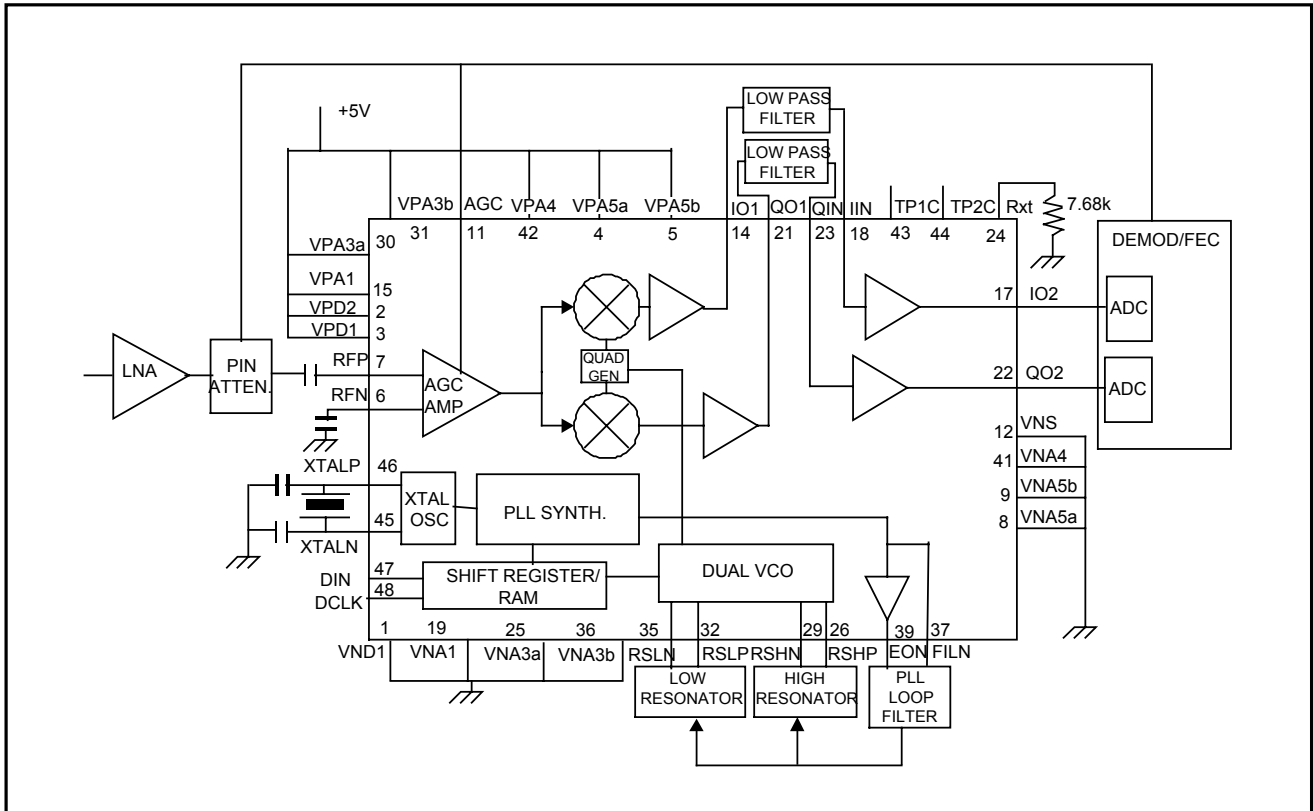 +5V
LOW PASS
FILTER
LOW PASS
FILTER
VPA3b
AGC
VPA4
VPA5a
VPA5b
IO1
QO1
QIN
IIN
TP1C
TP2C
Rxt
7.68k
31
11
42
4
5
14
21
23
18
43
44
24
30
VPA3a
VPA1
15
VPD2
2
VPD1
3
DEMOD/FEC
17
IO2
ADC
LNA
PIN
ATTEN.
RFP
7
RFN
6
AGC
AMP
QUAD
GEN
22
QO2
ADC
12
VNS
41
VNA4
9
VNA5b
8
VNA5a
XTALP
46
45
XTALN
XTAL
OSC
PLL SYNTH.
DIN
47
DCLK
48
SHIFT REGISTER/
RAM
DUAL VCO
1
19
25
36
35
32
29
26
39
37
VND1
VNA1
VNA3a
VNA3b
RSLN
RSLP
RSHN
RSHP
EON
FILN
LOW
RESONATOR
HIGH
RESONATOR
PLL
LOOP
FILTER